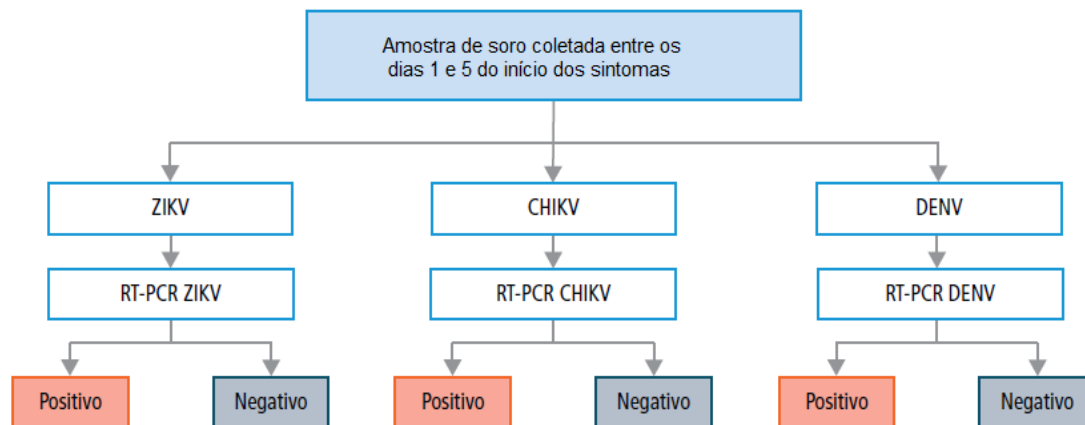 Amostra de soro coletada entre os
dias 1 e 5 do início dos sintomas
ZIKV
CHIKV
DENV
RT-PCR ZIKV
RT-PCR CHIKV
RT-PCR DENV
Positivo
Negativo
Positivo
Negativo
Positivo
Negativo